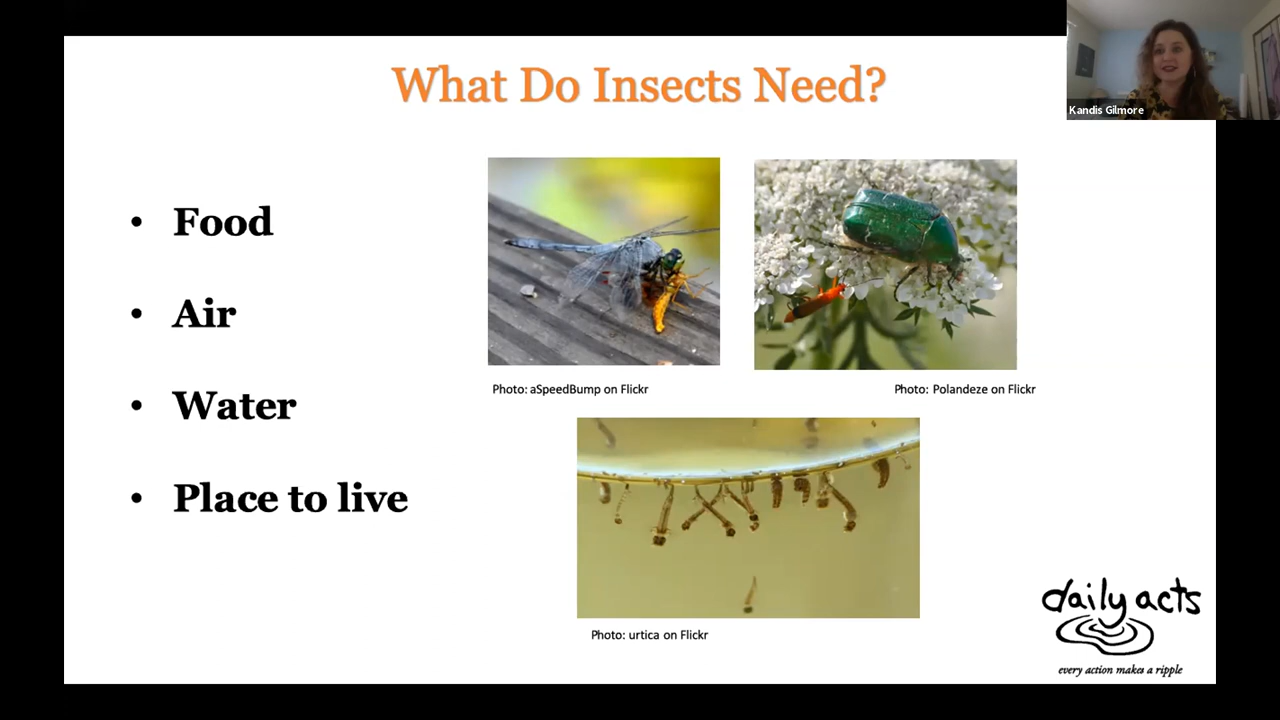 What Do Insects Need?
Kandis Gilmore
• Food
• Air
• Water
• Place to live
Photo: aSpeedBump on Flickr
Photo: Polandeze on Flickr
Photo: urtica on Flickr
daily acts
every action makes a ripple